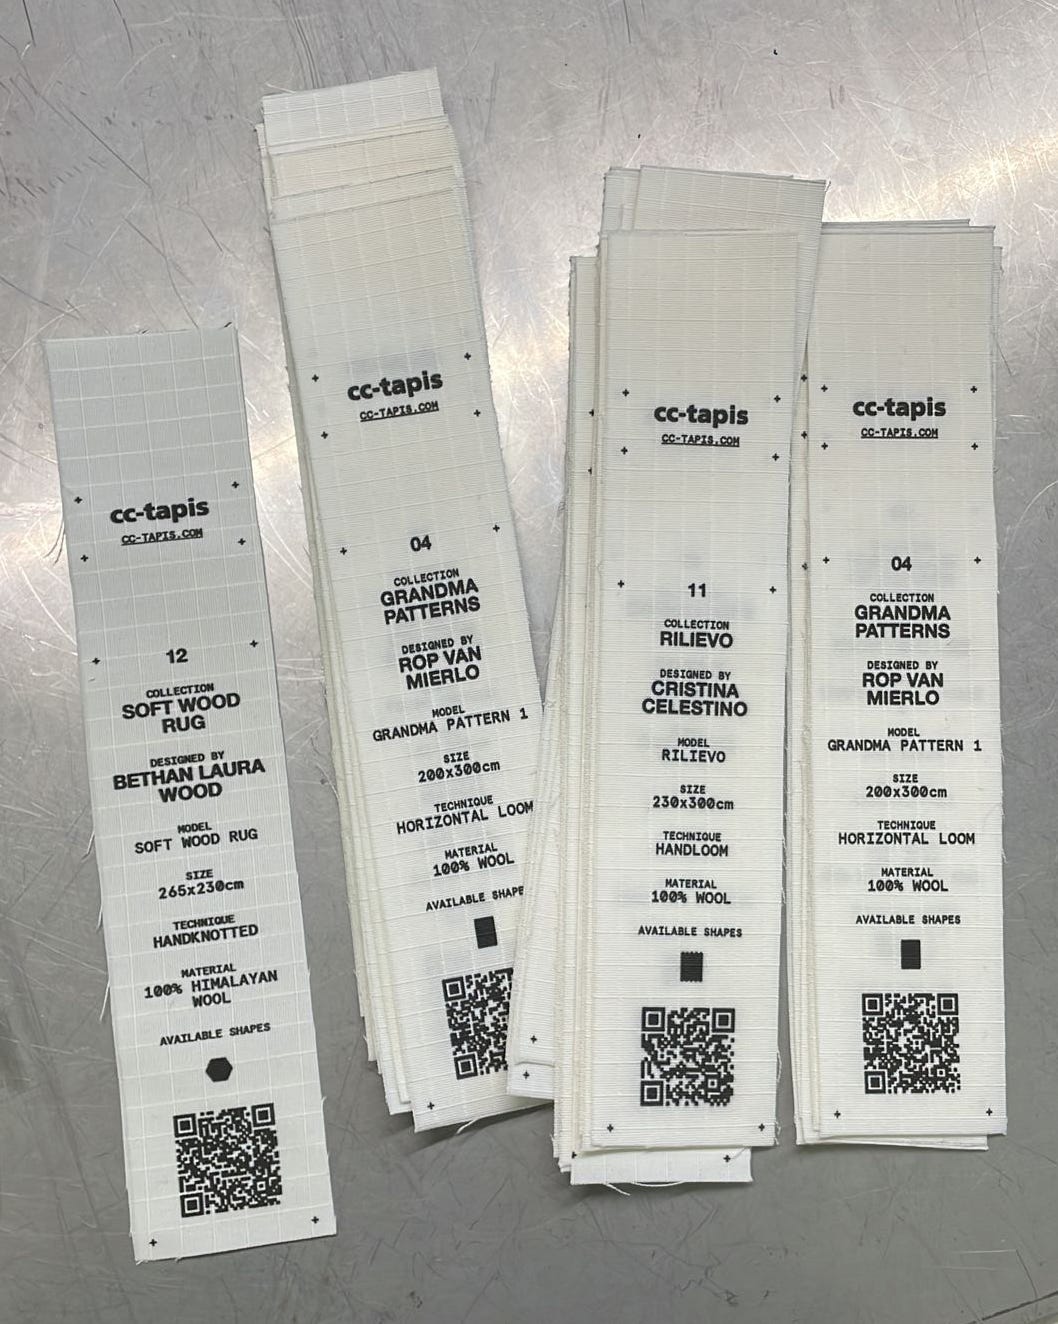 cc-tapis
CC-TAPIS.COM
12
COLLECTION
SOFT WOOD
RUG
DESIGNED BY
BETHAN LAURA
WOOD
MODEL
SOFT WOOD RUG
SIZE
265x230cm
TECHNIQUE
HANDKNOTTED
MATERIAL
100% HIMALAYAN
WOOL
AVAILABLE SHAPES
cc-tapis
CC-TAPIS.COM
04
COLLECTION
GRANDMA
PATTERNS
DESIGNED BY
ROP VAN
MIERLO
MODEL
GRANDMA PATTERN 1
SIZE
200x300cm
TECHNIQUE
HORIZONTAL LOOM
MATERIAL
100% WOOL
AVAILABLE SHAPE
cc-tapis
CC-TAPIS.COM
11
COLLECTION
RILIEVO
DESIGNED BY
CRISTINA
CELESTINO
MODEL
RILIEVO
SIZE
230x300cm
TECHNIQUE
HANDLOOM
MATERIAL
100% WOOL
AVAILABLE SHAPES
cc-tapis
CC-TAPIS.COM
04
COLLECTION
GRANDMA
PATTERNS
DESIGNED BY
ROP VAN
MIERLO
MODEL
GRANDMA PATTERN 1
SIZE
200x300cm
TECHNIQUE
HORIZONTAL LOOM
MATERIAL
100% WOOL
AVAILABLE SHAPES